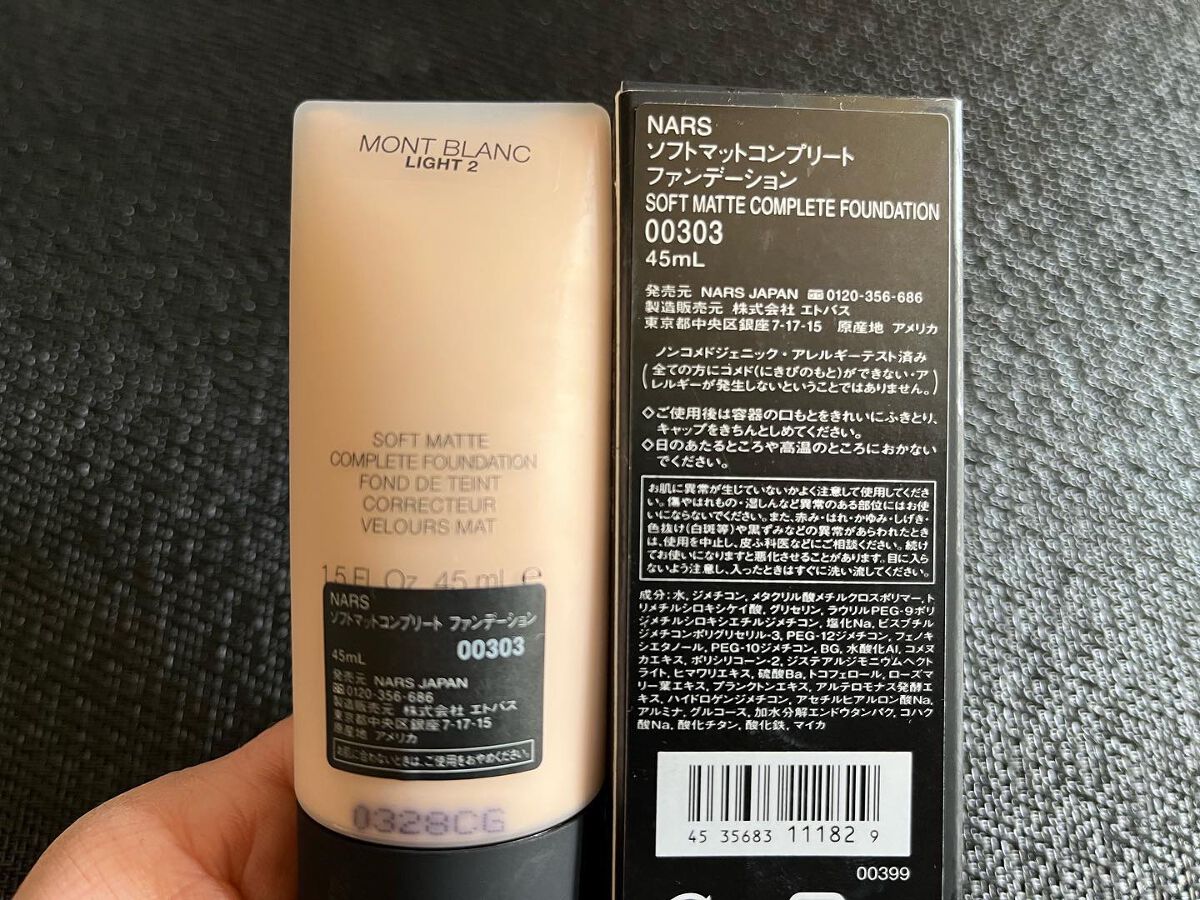 MONT BLANC
LIGHT 2
SOFT MATTE
COMPLETE FOUNDATION
FOND DE TEINT
CORRECTEUR
VELOURS MAT
1.5 Fl. Oz. 45 ml e
NARS
ソフトマットコンプリート ファンデーション
00303
45mL
発売元 NARS JAPAN
0120-356-686
製造販売元 株式会社 エトバス
東京都中央区銀座7-17-15
原産地 アメリカ
お肌に合わないときは、ご使用をおやめください。
0328CG
NARS
ソフトマットコンプリート
ファンデーション
SOFT MATTE COMPLETE FOUNDATION
00303
45mL
発売元 NARS JAPAN 0120-356-686
製造販売元 株式会社 エトバス
東京都中央区銀座7-17-15 原産地 アメリカ
ノンコメドジェニック・アレルギーテスト済み
(全ての方にコメド(にきびのもと)ができない・ア
レルギーが発生しないということではありません。)
◇ご使用後は容器の口もとをきれいにふきとり、
キャップをきちんとしめてください。
◇日のあたるところや高温のところにおかない
でください。
お肌に異常が生じていないかよく注意して使用してくださ
い。傷やはれもの・湿しんなど異常のある部位にはお使
いにならないでください。また、赤み・はれ・かゆみ・しげき・
色抜け(白斑等)や黒ずみなどの異常があらわれたとき
は、使用を中止し、皮ふ科医などにご相談ください。続け
てお使いになりますと悪化させることがあります。目に入ら
ないよう注意し、入ったときはすぐに洗い流してください。
成分:水、ジメチコン、メタクリル酸メチルクロスポリマー、ト
リメチルシロキシケイ酸、グリセリン、ラウリルPEG-9ポリ
ジメチルシロキシエチルジメチコン、塩化Na、ビスブチル
ジメチコンポリグリセリル-3、PEG-12ジメチコン、フェノキ
シエタノール、PEG-10ジメチコン、BG、水酸化Al、コメヌ
カエキス、ポリシリコーン-2、ジステアルジモニウムヘクト
ライト、ヒマワリエキス、硫酸Ba、トコフェロール、ローズマ
リー葉エキス、プランクトンエキス、アルテロモナス発酵エ
キス、ハイドロゲンジメチコン、アセチルヒアルロン酸Na、
アルミナ、グルコース、加水分解エンドウタンパク、コハク
酸Na、酸化チタン、酸化鉄、マイカ
45 35683 11182 9
00399